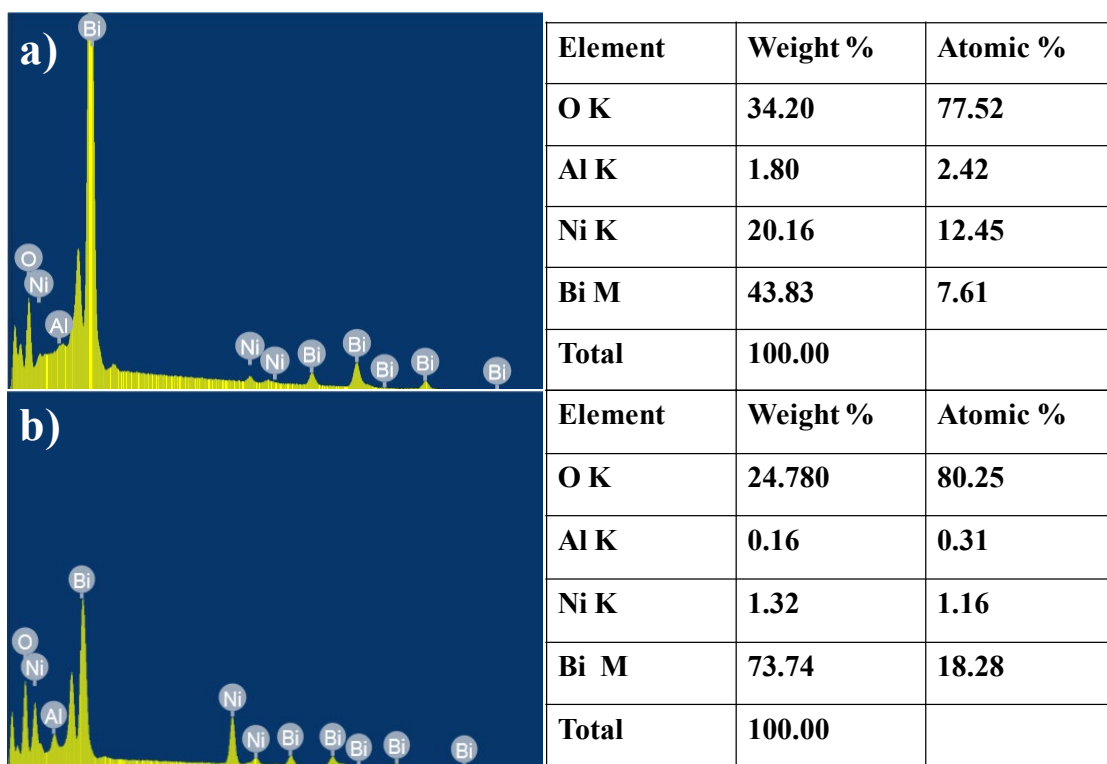 a)
Bi
O
Ni
Al
Ni
Ni
Bi
Bi
Bi
Bi
Bi
Element Weight % Atomic %
O K 34.20 77.52
Al K 1.80 2.42
Ni K 20.16 12.45
Bi M 43.83 7.61
Total 100.00
b)
Bi
O
Ni
Al
Ni
Ni
Bi
Bi
Bi
Bi
Bi
Element Weight % Atomic %
O K 24.780 80.25
Al K 0.16 0.31
Ni K 1.32 1.16
Bi M 73.74 18.28
Total 100.00